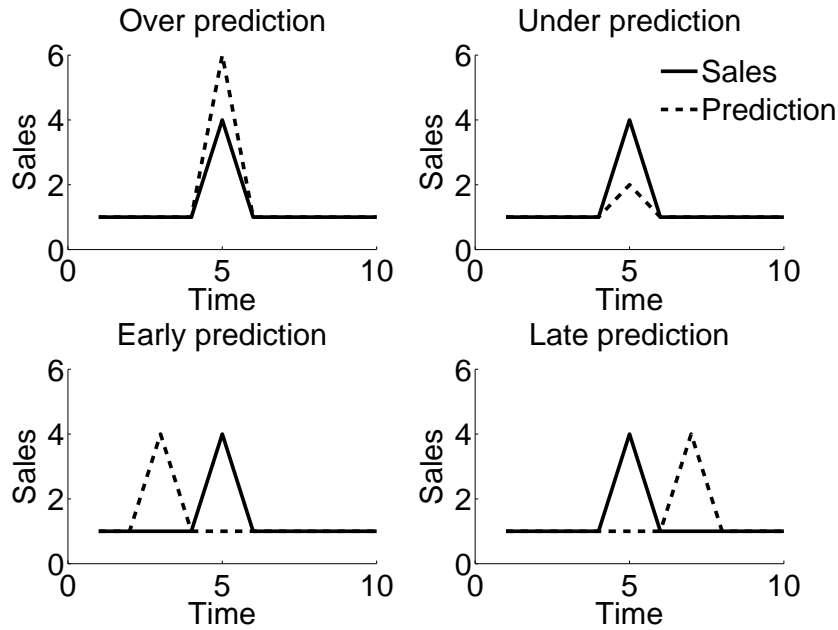 Over prediction
6
4
2
0
Sales
0 5 10
Time
Under prediction
Sales
Prediction
6
4
2
0
Sales
0 5 10
Time
Early prediction
6
4
2
0
Sales
0 5 10
Time
Late prediction
6
4
2
0
Sales
0 5 10
Time